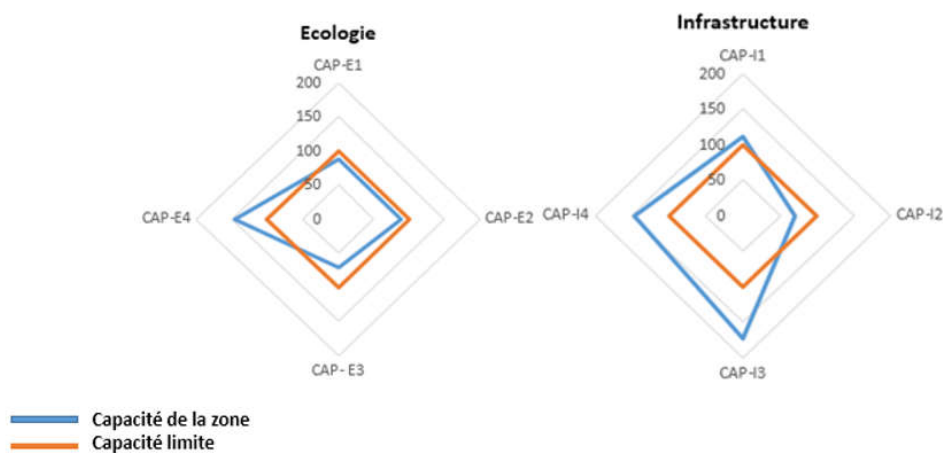 Ecologie
CAP-E1
200
150
100
50
0
CAP-E4
CAP-E2
CAP- E3
Infrastructure
CAP-I1
200
150
100
50
0
CAP-I4
CAP-I2
CAP-I3
Capacité de la zone
Capacité limite